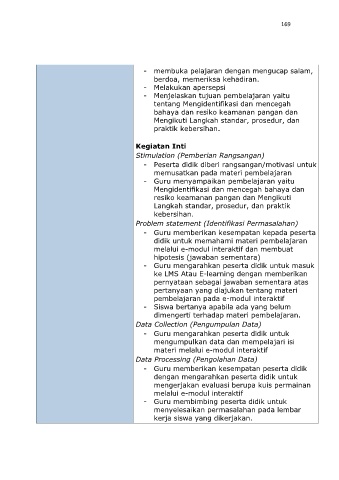 169
- membuka pelajaran dengan mengucap salam,
berdoa, memeriksa kehadiran.
- Melakukan apersepsi
- Menjelaskan tujuan pembelajaran yaitu
tentang Mengidentifikasi dan mencegah
bahaya dan resiko keamanan pangan dan
Mengikuti Langkah standar, prosedur, dan
praktik kebersihan.
Kegiatan Inti
Stimulation (Pemberian Rangsangan)
- Peserta didik diberi rangsangan/motivasi untuk
memusatkan pada materi pembelajaran
- Guru menyampaikan pembelajaran yaitu
Mengidentifikasi dan mencegah bahaya dan
resiko keamanan pangan dan Mengikuti
Langkah standar, prosedur, dan praktik
kebersihan.
Problem statement (Identifikasi Permasalahan)
- Guru memberikan kesempatan kepada peserta
didik untuk memahami materi pembelajaran
melalui e-modul interaktif dan membuat
hipotesis (jawaban sementara)
- Guru mengarahkan peserta didik untuk masuk
ke LMS Atau E-learning dengan memberikan
pernyataan sebagai jawaban sementara atas
pertanyaan yang diajukan tentang materi
pembelajaran pada e-modul interaktif
- Siswa bertanya apabila ada yang belum
dimengerti terhadap materi pembelajaran.
Data Collection (Pengumpulan Data)
- Guru mengarahkan peserta didik untuk
mengumpulkan data dan mempelajari isi
materi melalui e-modul interaktif
Data Processing (Pengolahan Data)
- Guru memberikan kesempatan peserta didik
dengan mengarahkan peserta didik untuk
mengerjakan evaluasi berupa kuis permainan
melalui e-modul interaktif
- Guru membimbing peserta didik untuk
menyelesaikan permasalahan pada lembar
kerja siswa yang dikerjakan.